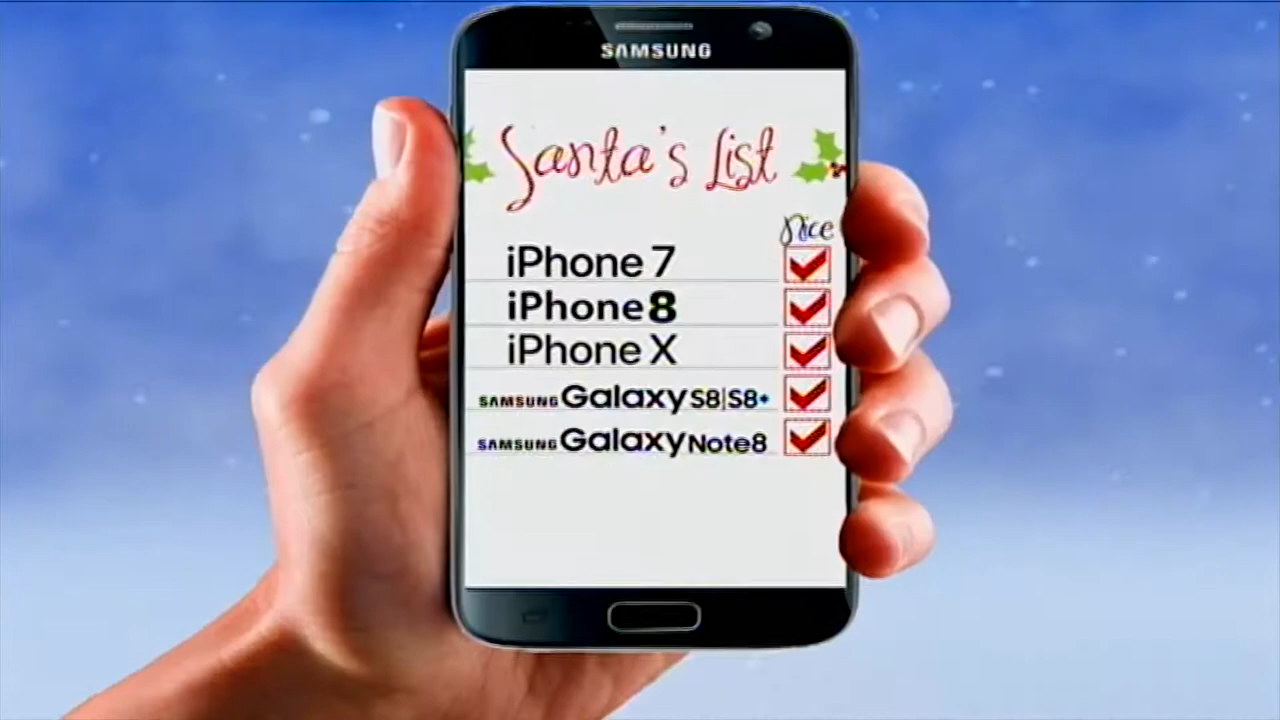 SAMSUNG
Santa's List
Nice
iPhone 7
iPhone 8
iPhone X
SAMSUNG Galaxy S8|S8+
SAMSUNG Galaxy Note8